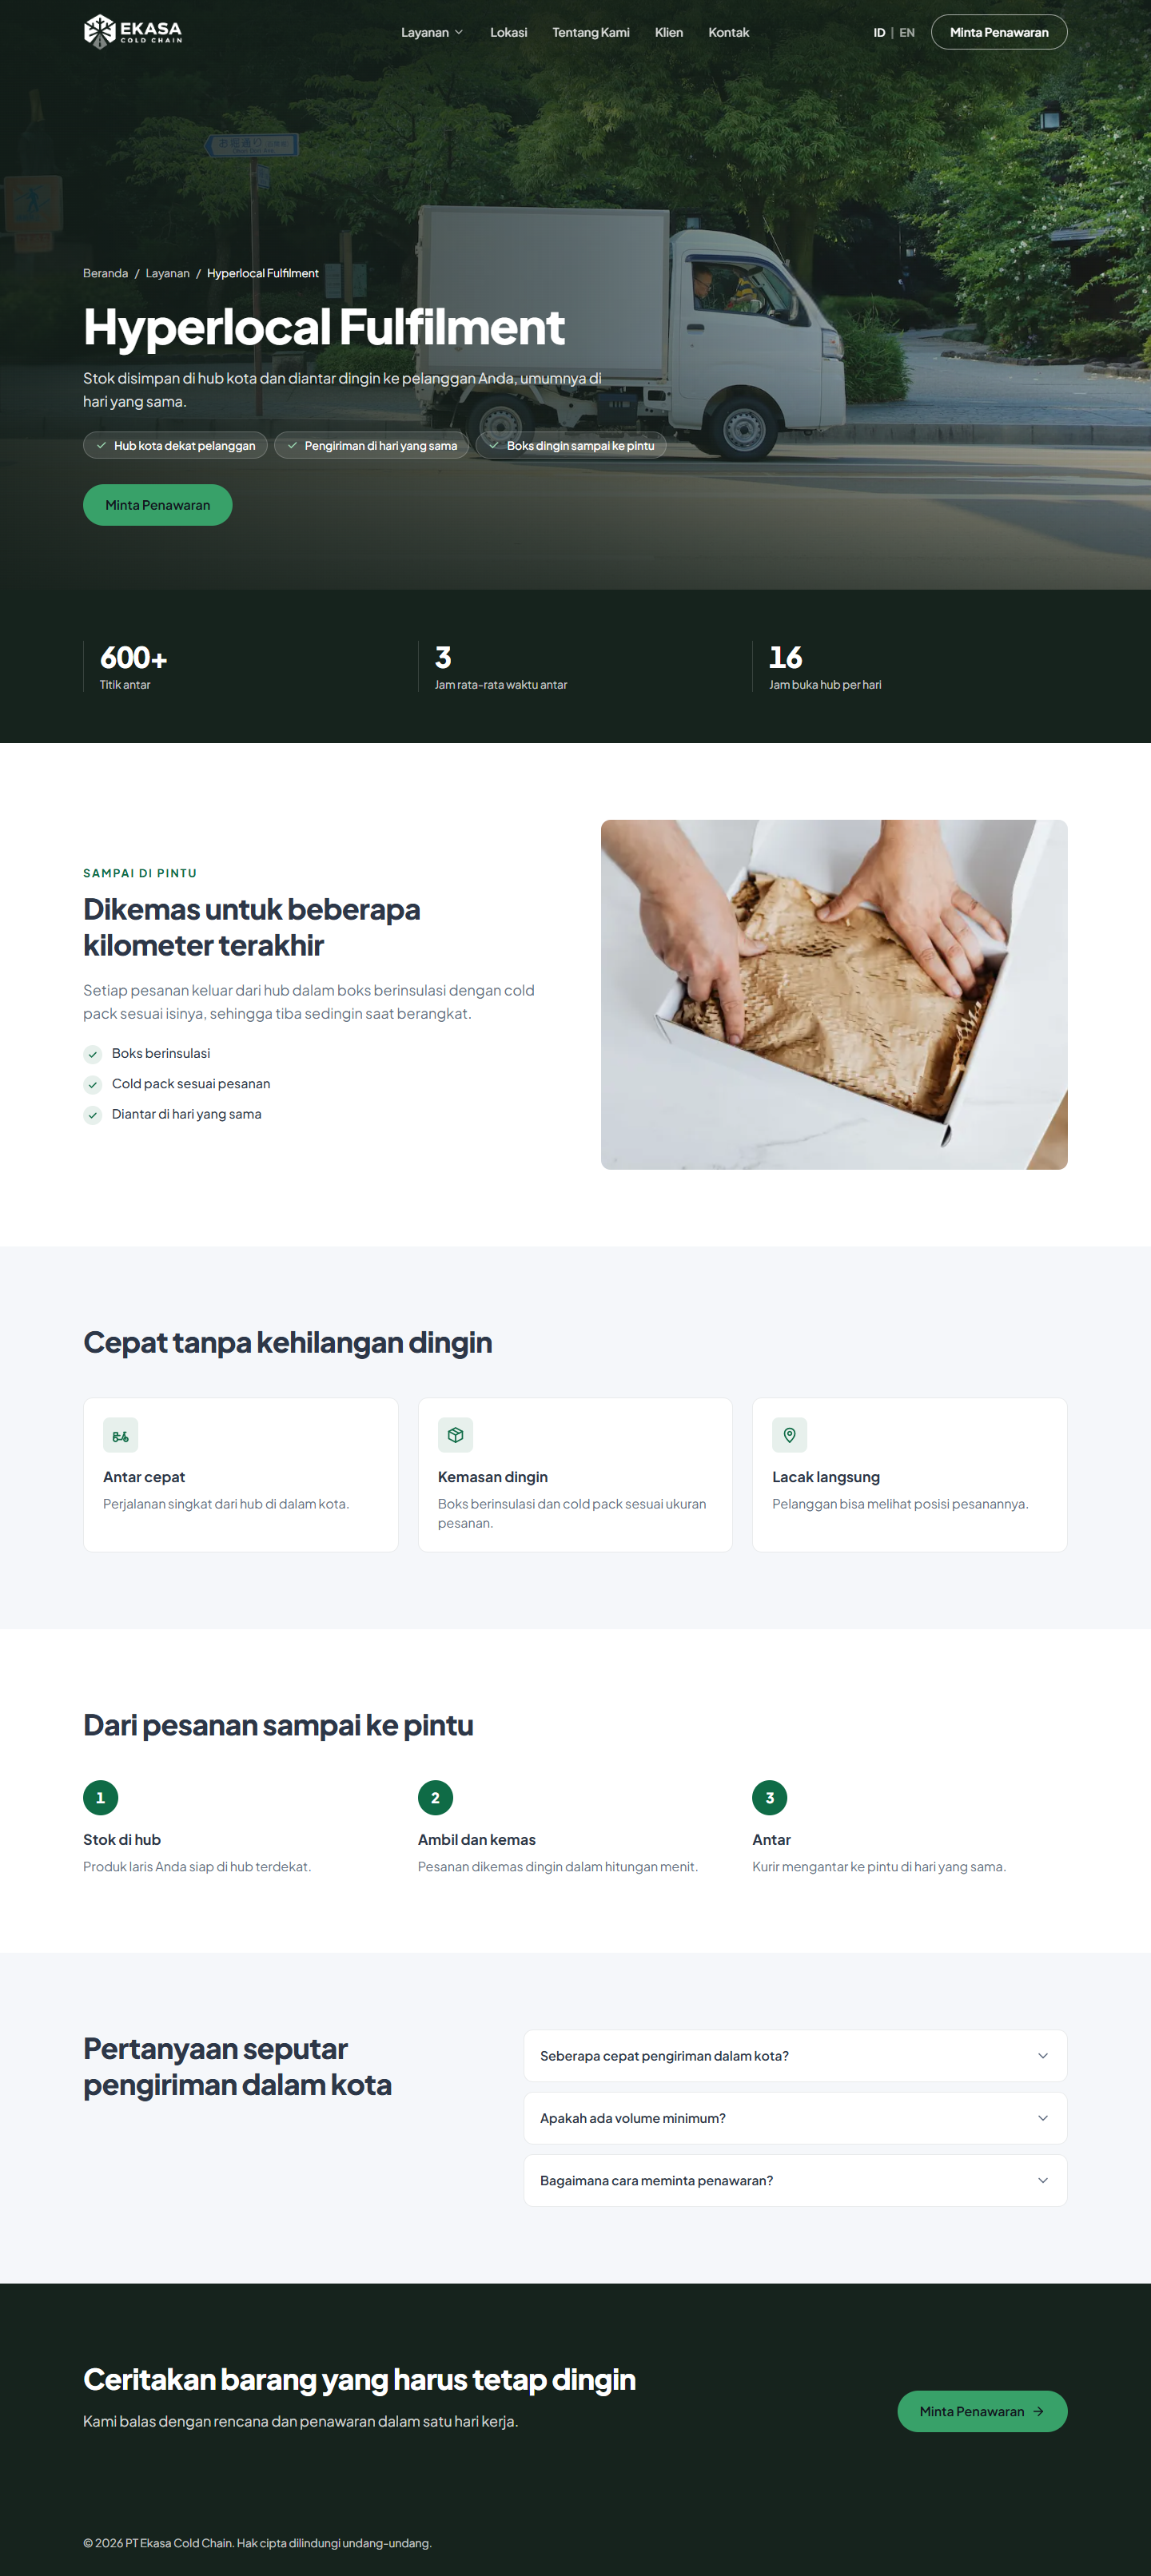 EKASA
COLD CHAIN
Layanan
Lokasi
Tentang Kami
Klien
Kontak
ID | EN
Minta Penawaran
Beranda / Layanan / Hyperlocal Fulfilment
Hyperlocal Fulfilment
Stok disimpan di hub kota dan diantar dingin ke pelanggan Anda, umumnya di
hari yang sama.
Hub kota dekat pelanggan
Pengiriman di hari yang sama
Boks dingin sampai ke pintu
Minta Penawaran
600+
Titik antar
3
Jam rata-rata waktu antar
16
Jam buka hub per hari
SAMPAI DI PINTU
Dikemas untuk beberapa
kilometer terakhir
Setiap pesanan keluar dari hub dalam boks berinsulasi dengan cold
pack sesuai isinya, sehingga tiba sedingin saat berangkat.
Boks berinsulasi
Cold pack sesuai pesanan
Diantar di hari yang sama
Cepat tanpa kehilangan dingin
Antar cepat
Perjalanan singkat dari hub di dalam kota.
Kemasan dingin
Boks berinsulasi dan cold pack sesuai ukuran
pesanan.
Lacak langsung
Pelanggan bisa melihat posisi pesanannya.
Dari pesanan sampai ke pintu
1
Stok di hub
Produk laris Anda siap di hub terdekat.
2
Ambil dan kemas
Pesanan dikemas dingin dalam hitungan menit.
3
Antar
Kurir mengantar ke pintu di hari yang sama.
Pertanyaan seputar
pengiriman dalam kota
Seberapa cepat pengiriman dalam kota?
Apakah ada volume minimum?
Bagaimana cara meminta penawaran?
Ceritakan barang yang harus tetap dingin
Kami balas dengan rencana dan penawaran dalam satu hari kerja.
Minta Penawaran
© 2026 PT Ekasa Cold Chain. Hak cipta dilindungi undang-undang.